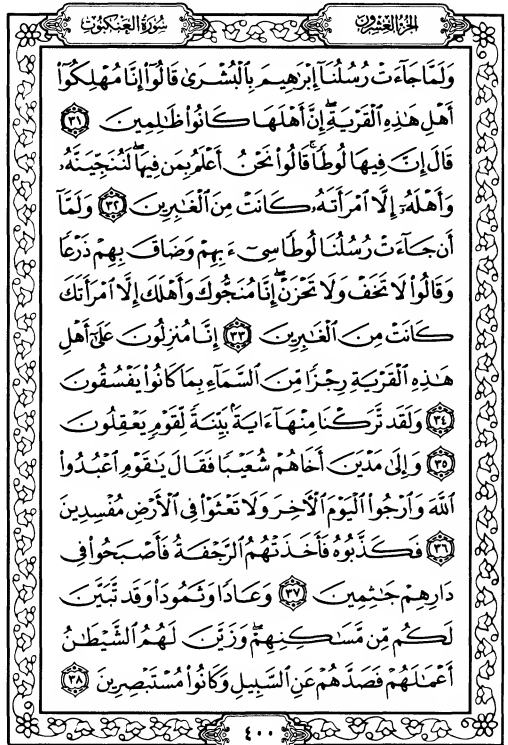 الجزء العشرون
سورة العنكبوت
وَلَمَّا جَآءَتْ رُسُلُنَآ إِبْرَٰهِيمَ بِٱلْبُشْرَىٰ قَالُوٓا۟ إِنَّا مُهْلِكُوٓا۟
أَهْلِ هَٰذِهِ ٱلْقَرْيَةِ ۖ إِنَّ أَهْلَهَا كَانُوا۟ ظَٰلِمِينَ ٣١
قَالَ إِنَّ فِيهَا لُوطًا ۚ قَالُوا۟ نَحْنُ أَعْلَمُ بِمَن فِيهَا ۖ لَنُنَجِّيَنَّهُۥ
وَأَهْلَهُۥٓ إِلَّا ٱمْرَأَتَهُۥ كَانَتْ مِنَ ٱلْغَٰبِرِينَ ٣٢ وَلَمَّآ
أَن جَآءَتْ رُسُلُنَا لُوطًا سِىٓءَ بِهِمْ وَضَاقَ بِهِمْ ذَرْعًا
وَقَالُوا۟ لَا تَخَفْ وَلَا تَحْزَنْ ۖ إِنَّا مُنَجُّوكَ وَأَهْلَكَ إِلَّا ٱمْرَأَتَكَ
كَانَتْ مِنَ ٱلْغَٰبِرِينَ ٣٣ إِنَّا مُنزِلُونَ عَلَىٰٓ أَهْلِ
هَٰذِهِ ٱلْقَرْيَةِ رِجْزًا مِّنَ ٱلسَّمَآءِ بِمَا كَانُوا۟ يَفْسُقُونَ
٣٤ وَلَقَد تَّرَكْنَا مِنْهَآ ءَايَةًۢ بَيِّنَةً لِّقَوْمٍ يَعْقِلُونَ
٣٥ وَإِلَىٰ مَدْيَنَ أَخَاهُمْ شُعَيْبًا فَقَالَ يَٰقَوْمِ ٱعْبُدُوا۟
ٱللَّهَ وَٱرْجُوا۟ ٱلْيَوْمَ ٱلْءَاخِرَ وَلَا تَعْثَوْا۟ فِى ٱلْأَرْضِ مُفْسِدِينَ
٣٦ فَكَذَّبُوهُ فَأَخَذَتْهُمُ ٱلرَّجْفَةُ فَأَصْبَحُوا۟ فِى
دَارِهِمْ جَٰثِمِينَ ٣٧ وَعَادًا وَثَمُودَا۟ وَقَد تَّبَيَّنَ
لَكُم مِّن مَّسَٰكِنِهِمْ ۖ وَزَيَّنَ لَهُمُ ٱلشَّيْطَٰنُ
أَعْمَٰلَهُمْ فَصَدَّهُمْ عَنِ ٱلسَّبِيلِ وَكَانُوا۟ مُسْتَبْصِرِينَ ٣٨
٤٠٠